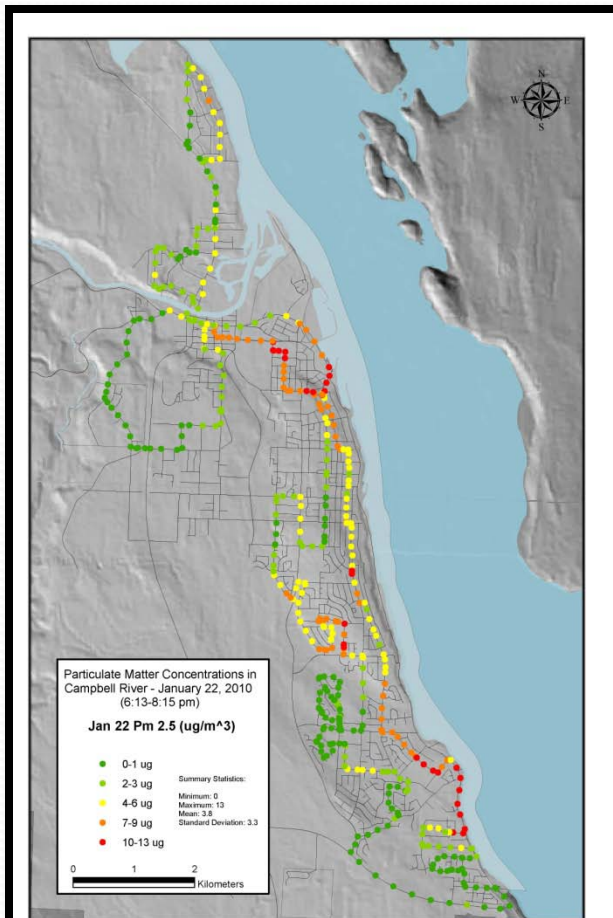 N
W E
S
Particulate Matter Concentrations in
Campbell River - January 22, 2010
(6:13-8:15 pm)
Jan 22 Pm 2.5 (ug/m^3)
0-1 ug
2-3 ug
4-6 ug
7-9 ug
10-13 ug
Summary Statistics:
Minimum: 0
Maximum: 13
Mean: 3.8
Standard Deviation: 3.3
0 1 2
Kilometers